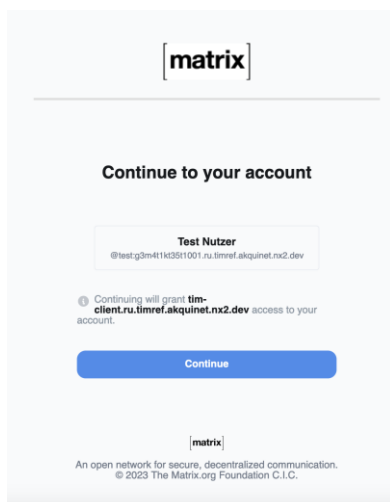 [matrix]
Continue to your account
Test Nutzer
@test:g3m4t1kt35t1001.ru.timref.akquinet.nx2.dev
Continuing will grant tim-
client.ru.timref.akquinet.nx2.dev access to your
account.
Continue
[matrix]
An open network for secure, decentralized communication.
© 2023 The Matrix.org Foundation C.I.C.